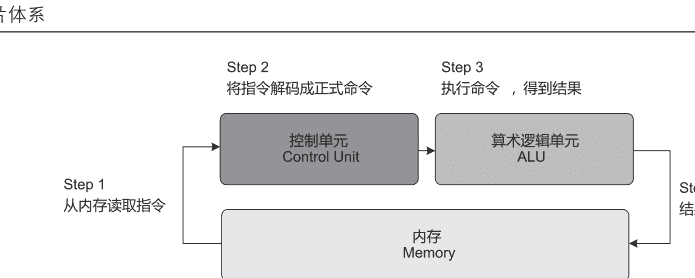 片体系
Step 2
将指令解码成正式命令
Step 3
执行命令 ，得到结果
控制单元
Control Unit
算术逻辑单元
ALU
Step 1
从内存读取指令
Ste
结
内存
Memory